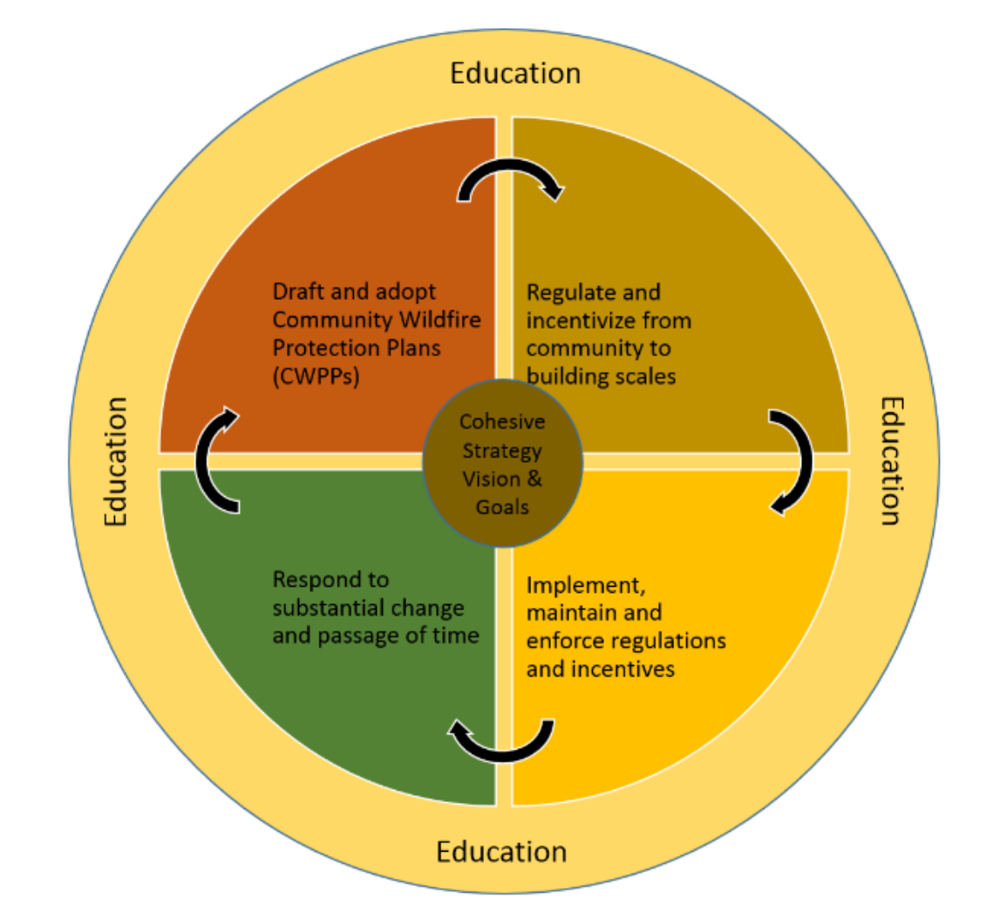 Education
Draft and adopt
Community Wildfire
Protection Plans
(CWPPs)
Regulate and
incentivize from
community to
building scales
Education
Cohesive
Strategy
Vision &
Goals
Education
Respond to
substantial change
and passage of time
Implement,
maintain and
enforce regulations
and incentives
Education